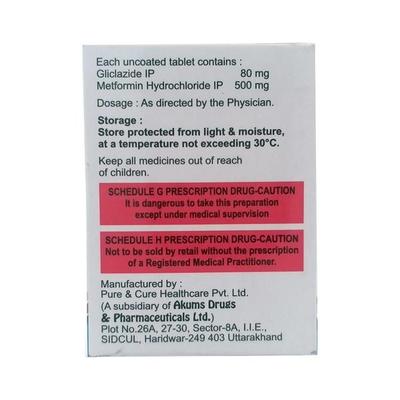 Each uncoated tablet contains :
Gliclazide IP 80 mg
Metformin Hydrochloride IP 500 mg
Dosage : As directed by the Physician.
Storage :
Store protected from light & moisture,
at a temperature not exceeding 30°C.
Keep all medicines out of reach
of children.
SCHEDULE G PRESCRIPTION DRUG-CAUTION
It is dangerous to take this preparation
except under medical supervision
SCHEDULE H PRESCRIPTION DRUG-CAUTION
Not to be sold by retail without the prescription
of a Registered Medical Practitioner.
Manufactured by :
Pure & Cure Healthcare Pvt. Ltd.
(A subsidiary of Akums Drugs
& Pharmaceuticals Ltd.)
Plot No.26A, 27-30, Sector-8A, I.I.E.,
SIDCUL, Haridwar-249 403 Uttarakhand